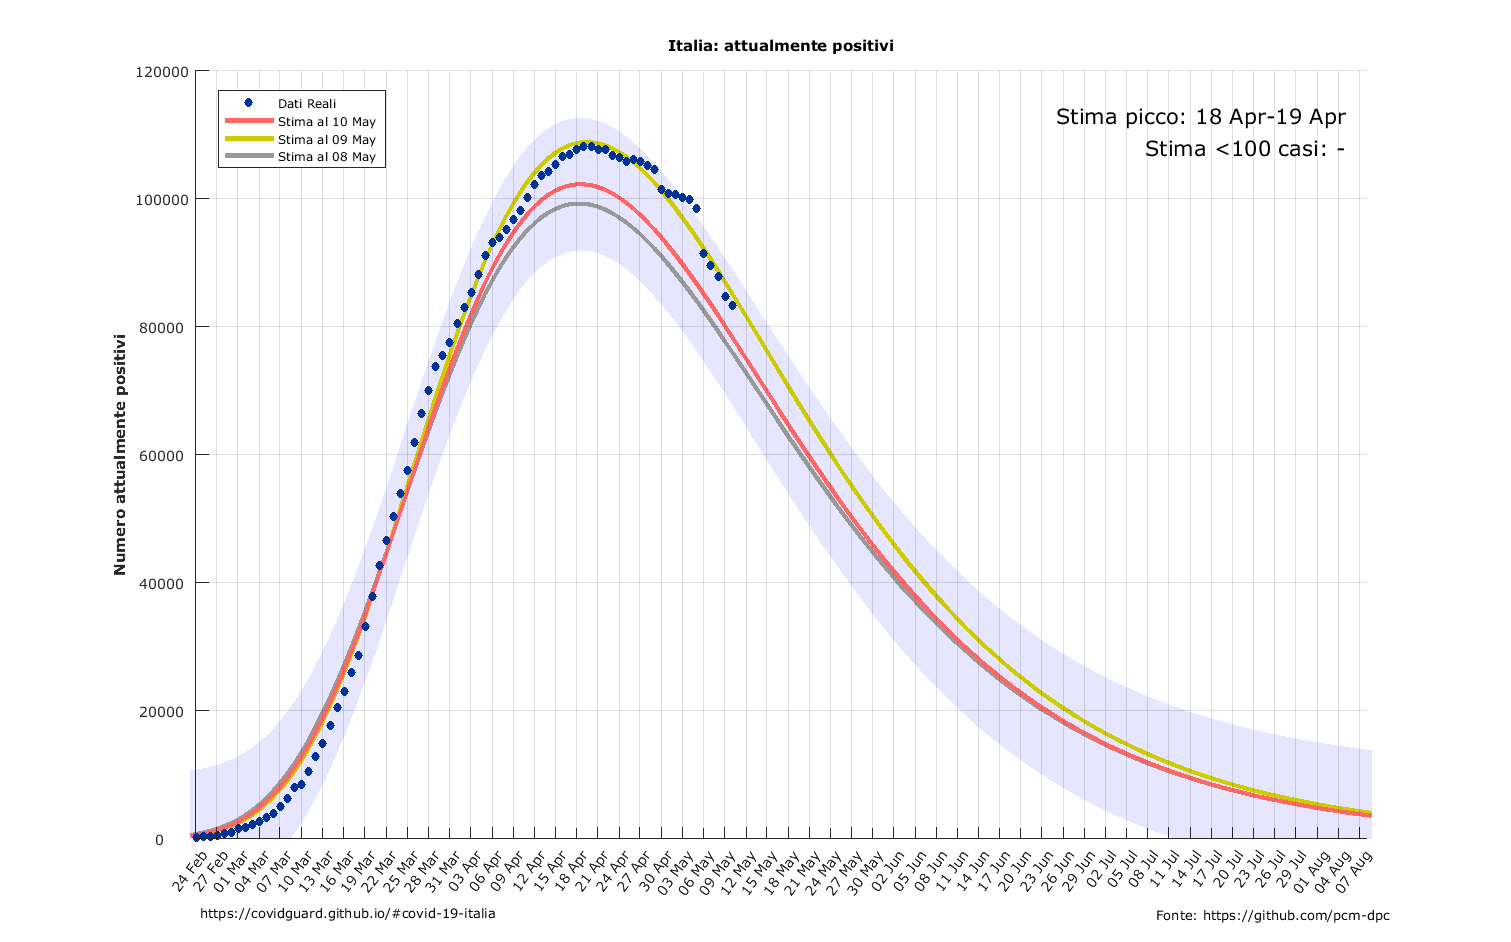 Italia: attualmente positivi
120000
100000
80000
60000
40000
20000
0
Numero attualmente positivi
Dati Reali
Stima al 10 May
Stima al 09 May
Stima al 08 May
Stima picco: 18 Apr-19 Apr
Stima <100 casi: -
24 Feb
27 Feb
01 Mar
04 Mar
07 Mar
10 Mar
13 Mar
16 Mar
19 Mar
22 Mar
25 Mar
28 Mar
31 Mar
03 Apr
06 Apr
09 Apr
12 Apr
15 Apr
18 Apr
21 Apr
24 Apr
27 Apr
30 Apr
03 May
06 May
09 May
12 May
15 May
18 May
21 May
24 May
27 May
30 May
02 Jun
05 Jun
08 Jun
11 Jun
14 Jun
17 Jun
20 Jun
23 Jun
26 Jun
29 Jun
02 Jul
05 Jul
08 Jul
11 Jul
14 Jul
17 Jul
20 Jul
23 Jul
26 Jul
29 Jul
01 Aug
04 Aug
07 Aug
https://covidguard.github.io/#covid-19-italia
Fonte: https://github.com/pcm-dpc